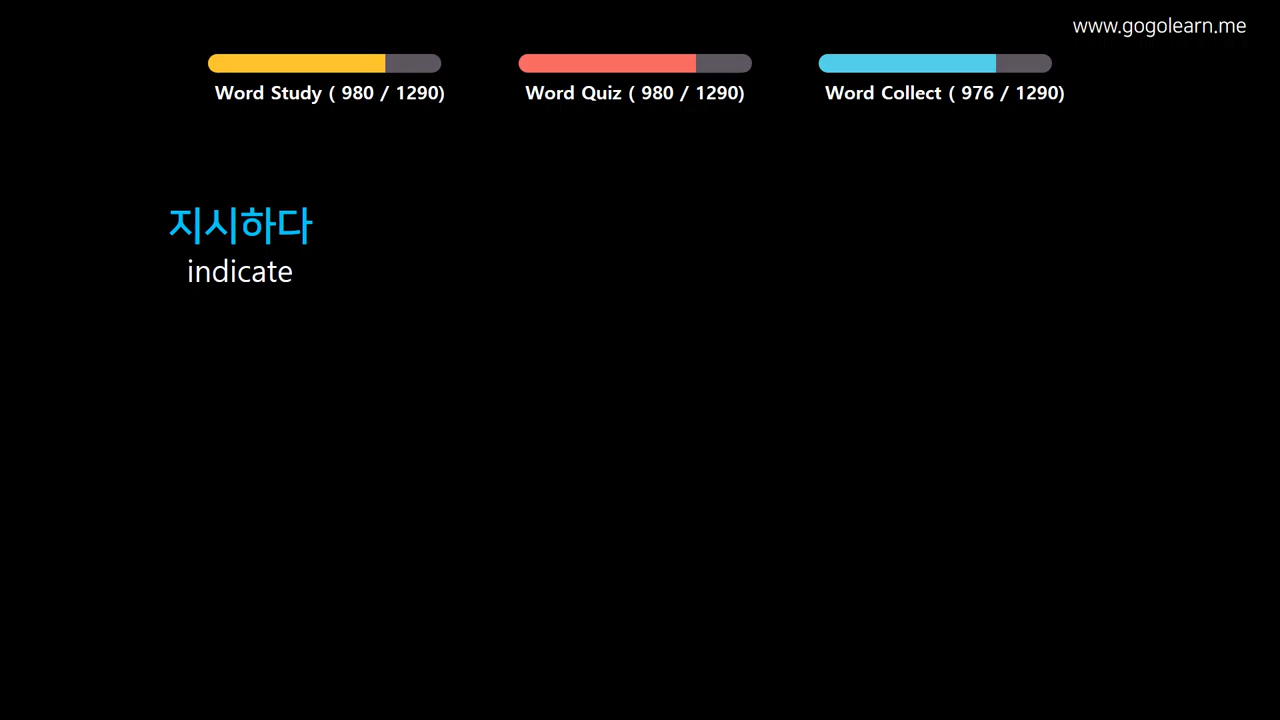 www.gogolearn.me
Word Study ( 980 / 1290)
Word Quiz ( 980 / 1290)
Word Collect ( 976 / 1290)
지시하다
indicate